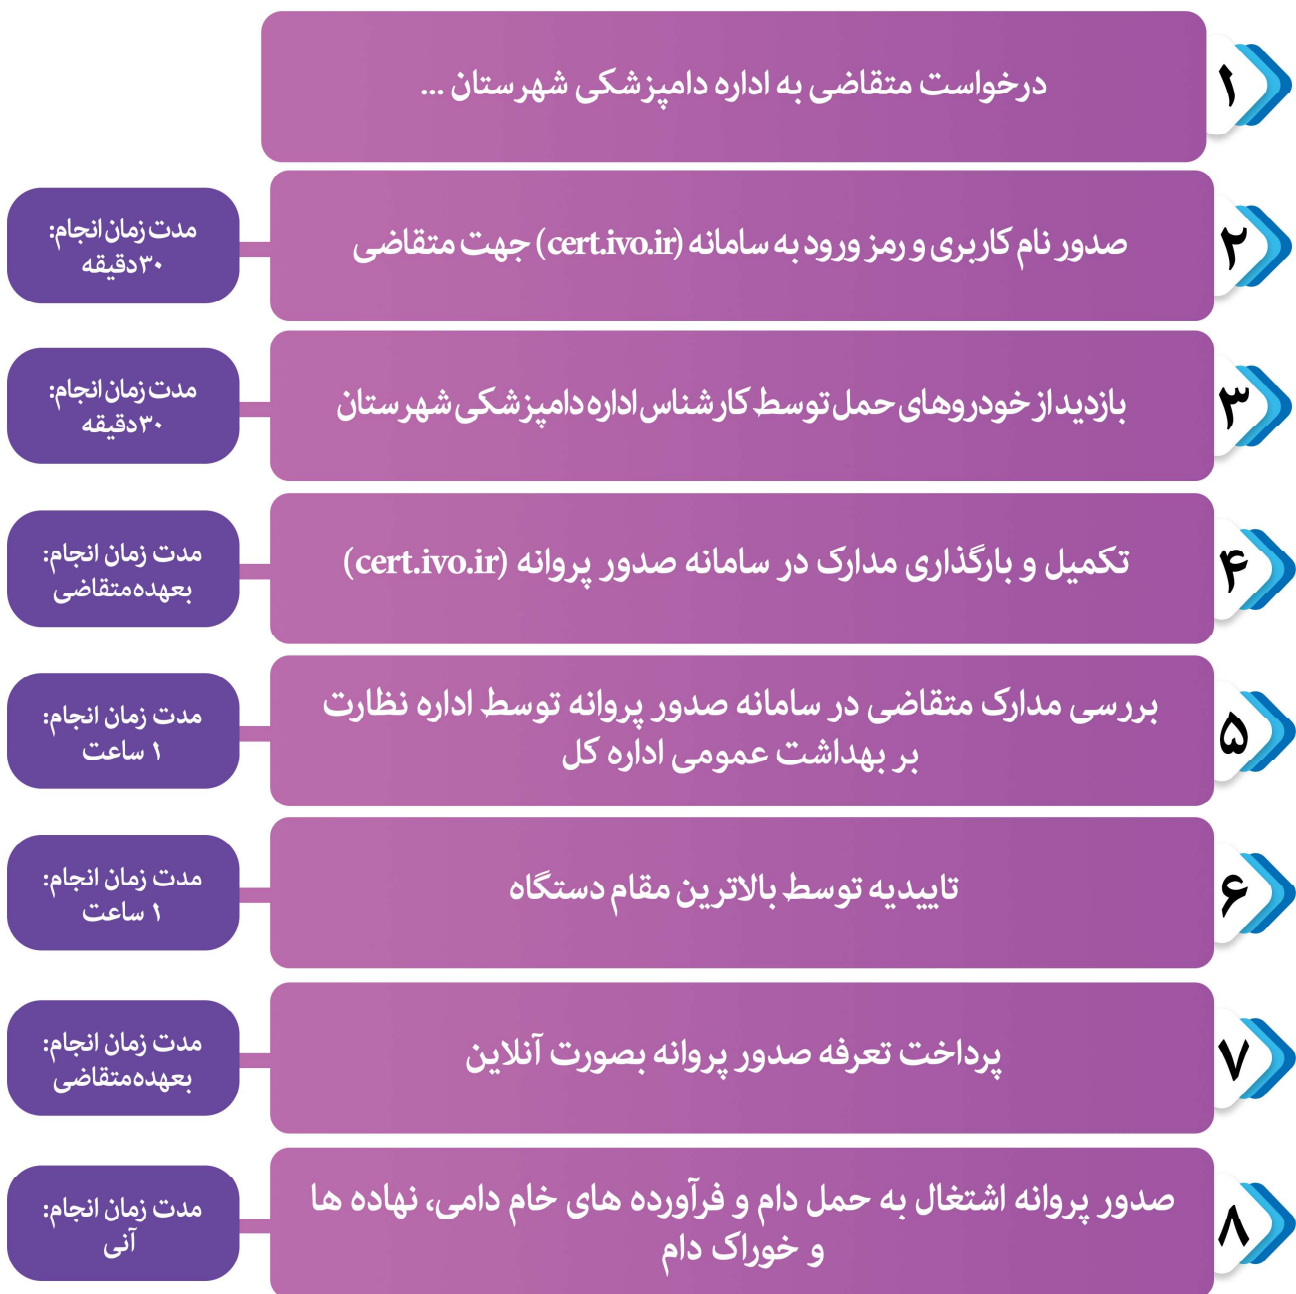 ۱
درخواست متقاضی به اداره دامپزشکی شهرستان ...
۲
صدور نام کاربری و رمز ورود به سامانه (cert.ivo.ir) جهت متقاضی
مدت زمان انجام:
۳۰دقیقه
۳
بازدید از خودروهای حمل توسط کارشناس اداره دامپزشکی شهرستان
مدت زمان انجام:
۳۰دقیقه
۴
تکمیل و بارگذاری مدارک در سامانه صدور پروانه (cert.ivo.ir)
مدت زمان انجام:
بعهده متقاضی
۵
بررسی مدارک متقاضی در سامانه صدور پروانه توسط اداره نظارت
بر بهداشت عمومی اداره کل
مدت زمان انجام:
۱ ساعت
۶
تاییدیه توسط بالاترین مقام دستگاه
مدت زمان انجام:
۱ ساعت
۷
پرداخت تعرفه صدور پروانه بصورت آنلاین
مدت زمان انجام:
بعهده متقاضی
۸
صدور پروانه اشتغال به حمل دام و فرآورده های خام دامی، نهاده ها
و خوراک دام
مدت زمان انجام:
آنی